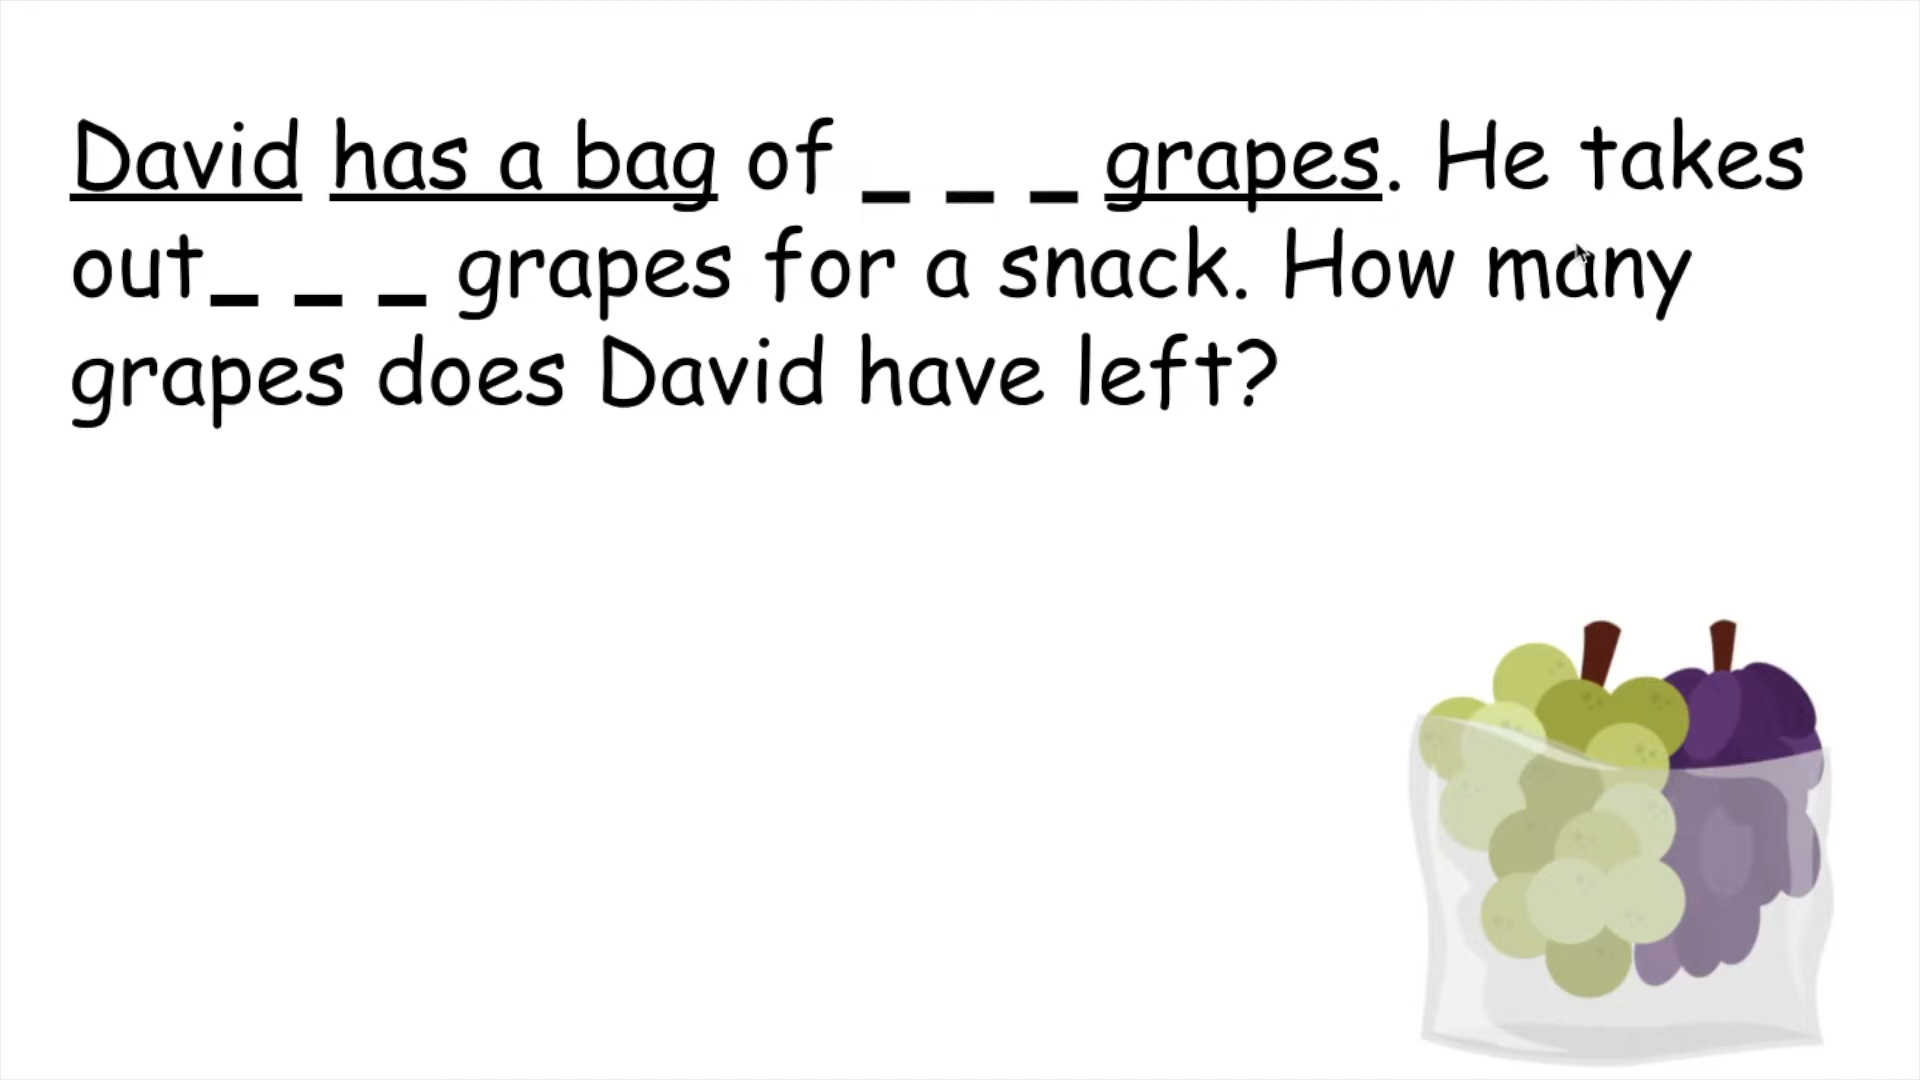 David has a bag of _ _ _ grapes. He takes
out_ _ _ grapes for a snack. How many
grapes does David have left?